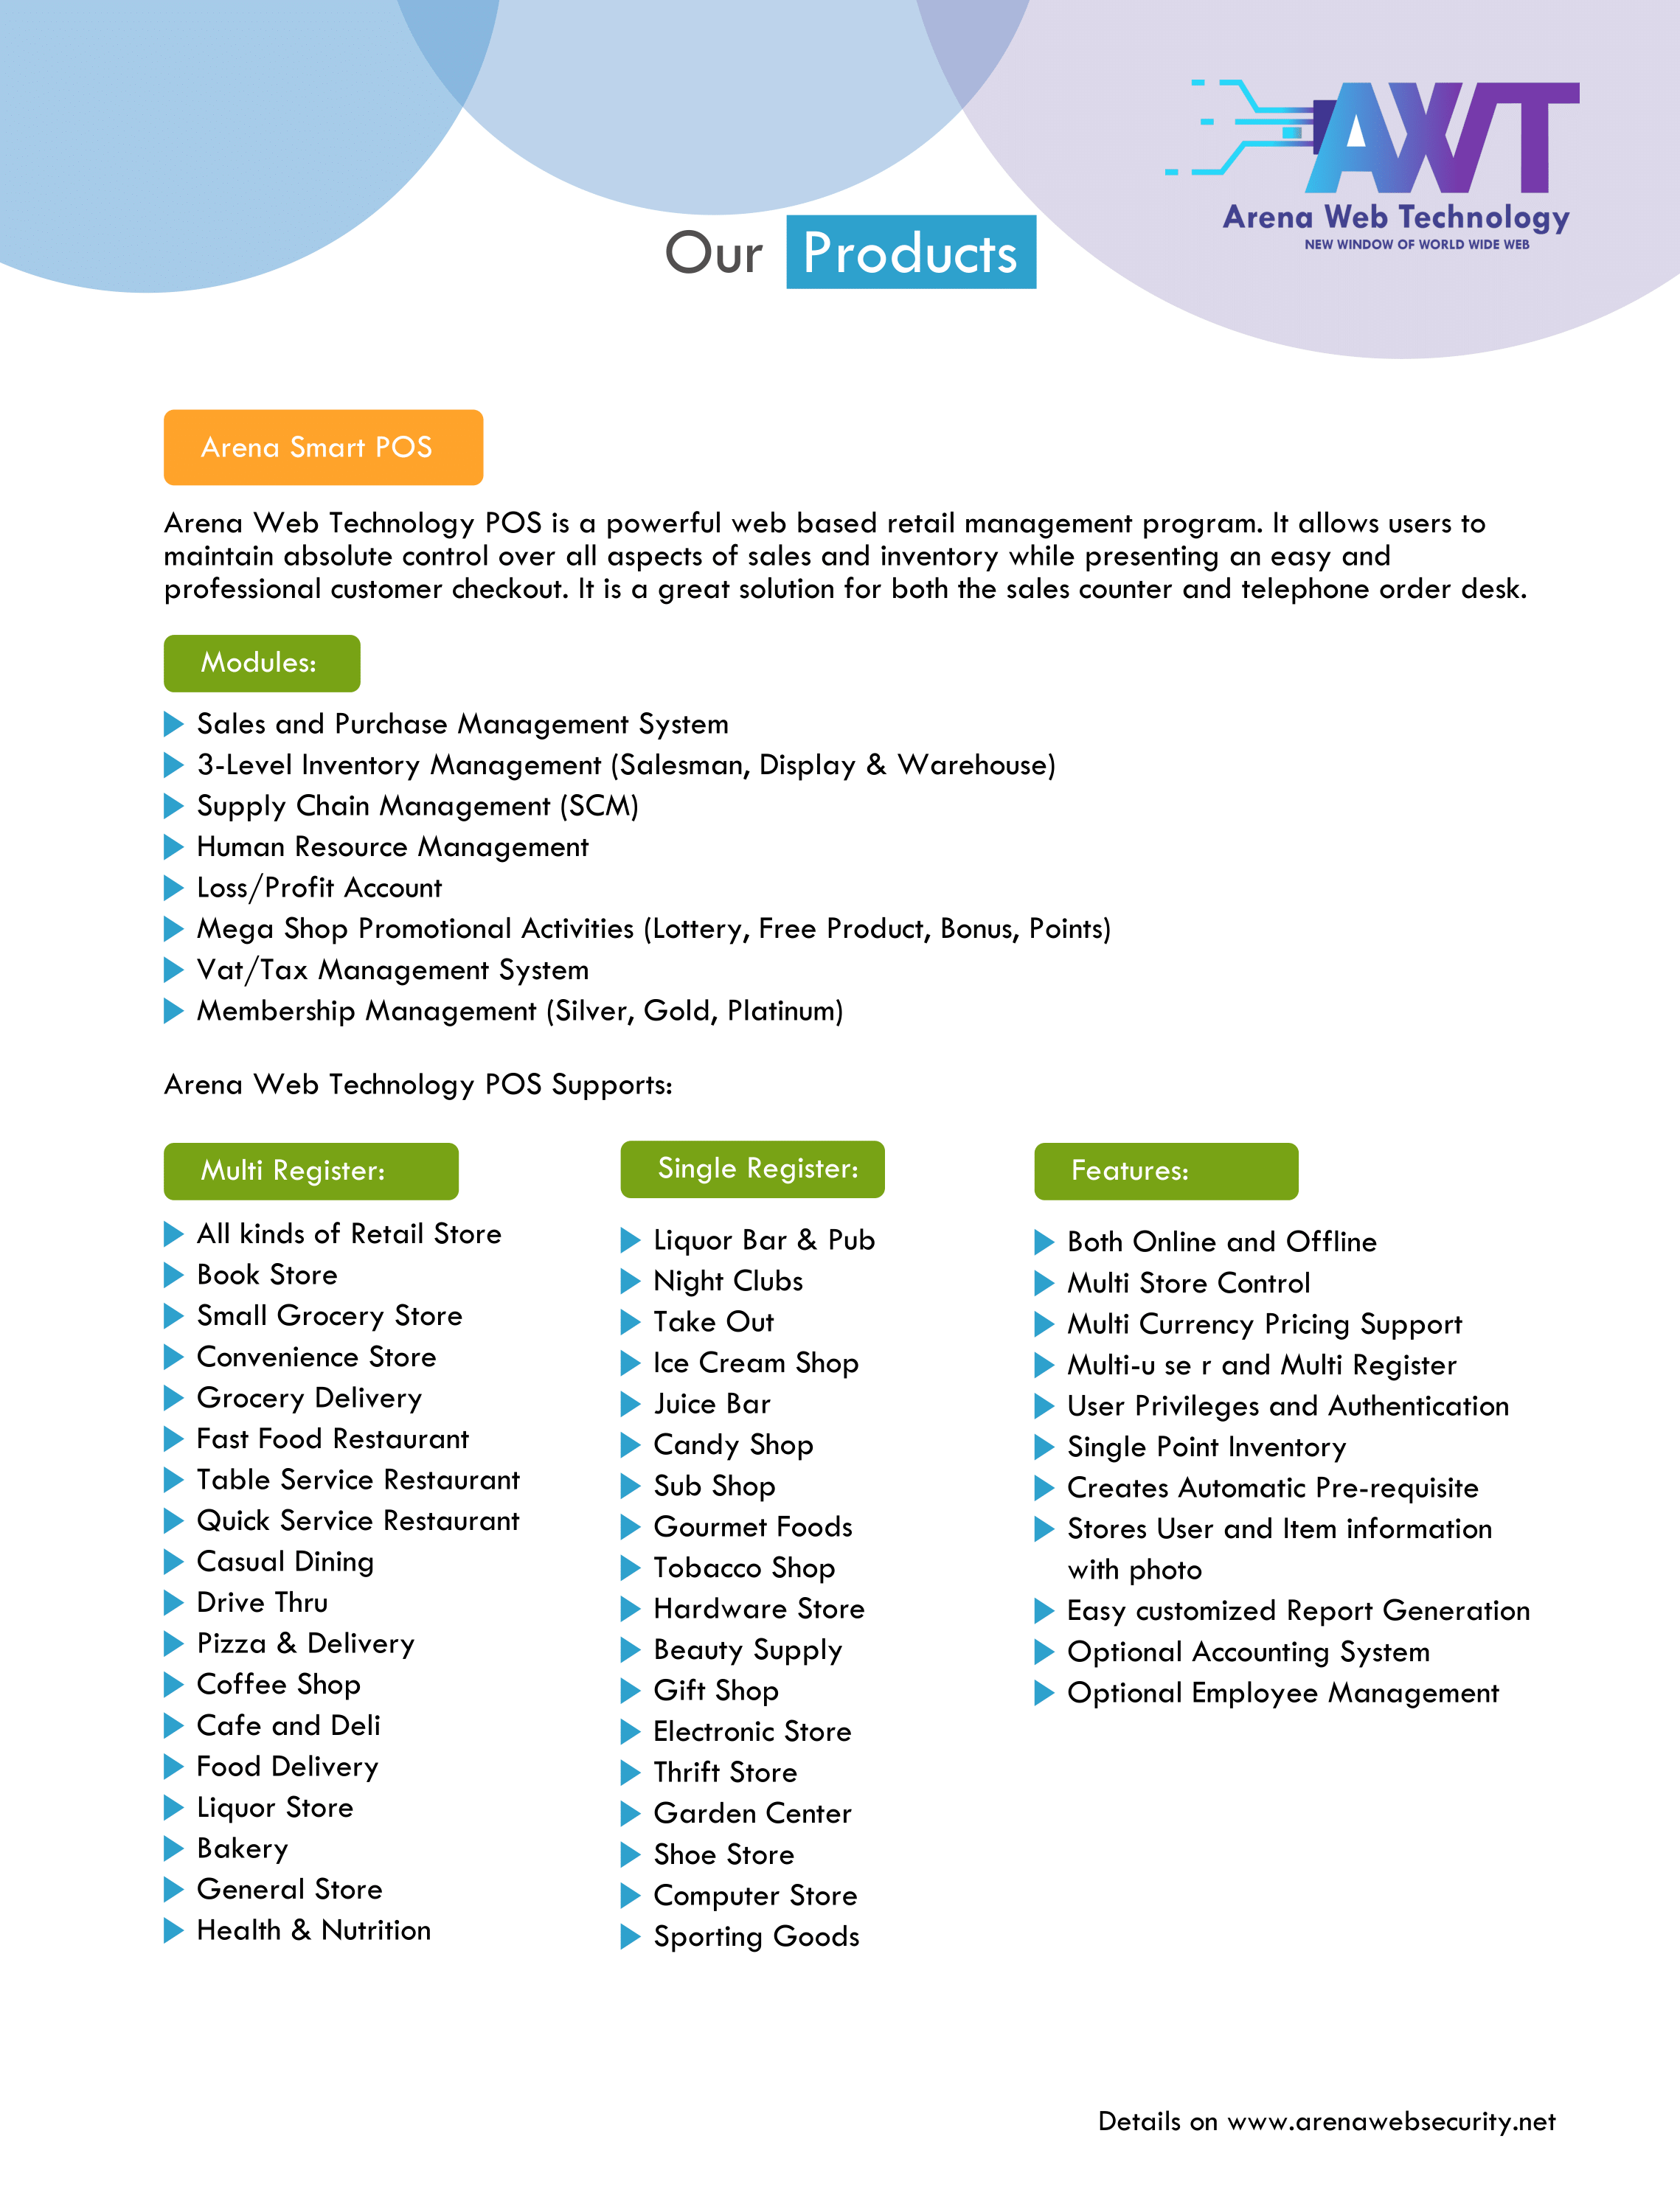 AWT
Arena Web Technology
NEW WINDOW OF WORLD WIDE WEB
Our Products
Arena Smart POS
Arena Web Technology POS is a powerful web based retail management program. It allows users to
maintain absolute control over all aspects of sales and inventory while presenting an easy and
professional customer checkout. It is a great solution for both the sales counter and telephone order desk.
Modules:
Sales and Purchase Management System
3-Level Inventory Management (Salesman, Display & Warehouse)
Supply Chain Management (SCM)
Human Resource Management
Loss/Profit Account
Mega Shop Promotional Activities (Lottery, Free Product, Bonus, Points)
Vat/Tax Management System
Membership Management (Silver, Gold, Platinum)
Arena Web Technology POS Supports:
Multi Register:
All kinds of Retail Store
Book Store
Small Grocery Store
Convenience Store
Grocery Delivery
Fast Food Restaurant
Table Service Restaurant
Quick Service Restaurant
Casual Dining
Drive Thru
Pizza & Delivery
Coffee Shop
Cafe and Deli
Food Delivery
Liquor Store
Bakery
General Store
Health & Nutrition
Single Register:
Liquor Bar & Pub
Night Clubs
Take Out
Ice Cream Shop
Juice Bar
Candy Shop
Sub Shop
Gourmet Foods
Tobacco Shop
Hardware Store
Beauty Supply
Gift Shop
Electronic Store
Thrift Store
Garden Center
Shoe Store
Computer Store
Sporting Goods
Features:
Both Online and Offline
Multi Store Control
Multi Currency Pricing Support
Multi-u se r and Multi Register
User Privileges and Authentication
Single Point Inventory
Creates Automatic Pre-requisite
Stores User and Item information
with photo
Easy customized Report Generation
Optional Accounting System
Optional Employee Management
Details on www.arenawebsecurity.net